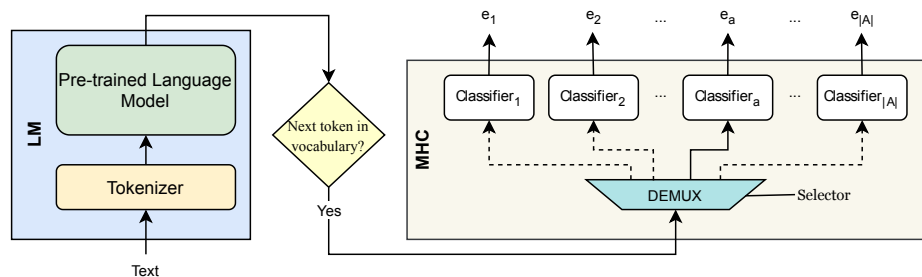 e1 e2 ... ea ... e|A|
LM
Pre-trained Language
Model
Tokenizer
Text
Next token in
vocabulary?
Yes
MHC
Classifier1 Classifier2 ... Classifiera ... Classifier|A|
DEMUX
Selector